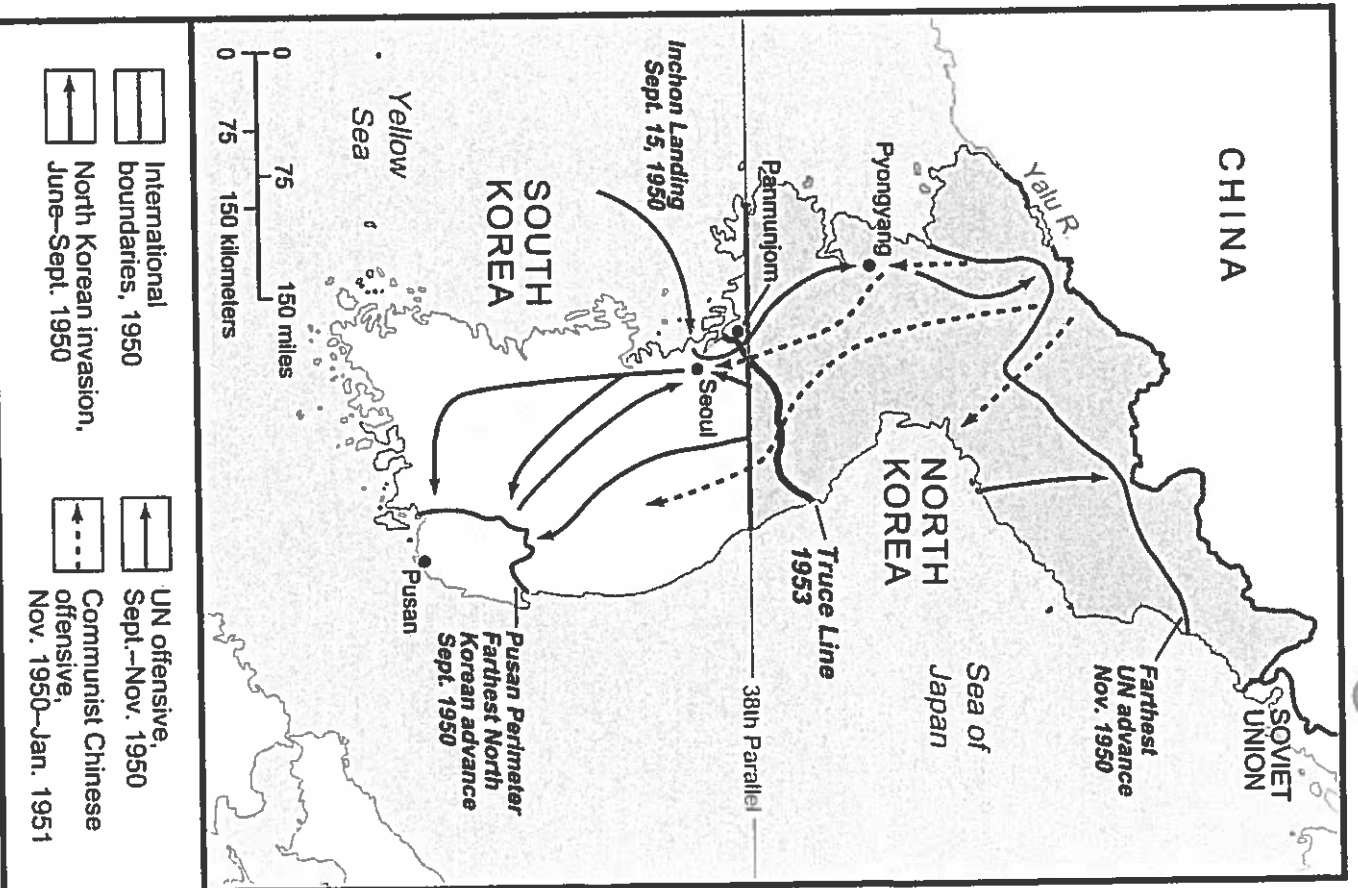 CHINA
SOVIET
UNION
Yalu R.
Farthest
UN advance
Nov. 1950
NORTH
KOREA
Sea of
Japan
Pyongyang
Truce Line
1953
Panmunjom
38th Parallel
Inchon Landing
Sept. 15, 1950
Seoul
SOUTH
KOREA
Yellow
Sea
Pusan Perimeter
Farthest North
Korean advance
Sept. 1950
Pusan
0 75 150 miles
0 75 150 kilometers
International
boundaries, 1950
North Korean invasion,
June–Sept. 1950
UN offensive,
Sept.–Nov. 1950
Communist Chinese
offensive,
Nov. 1950–Jan. 1951